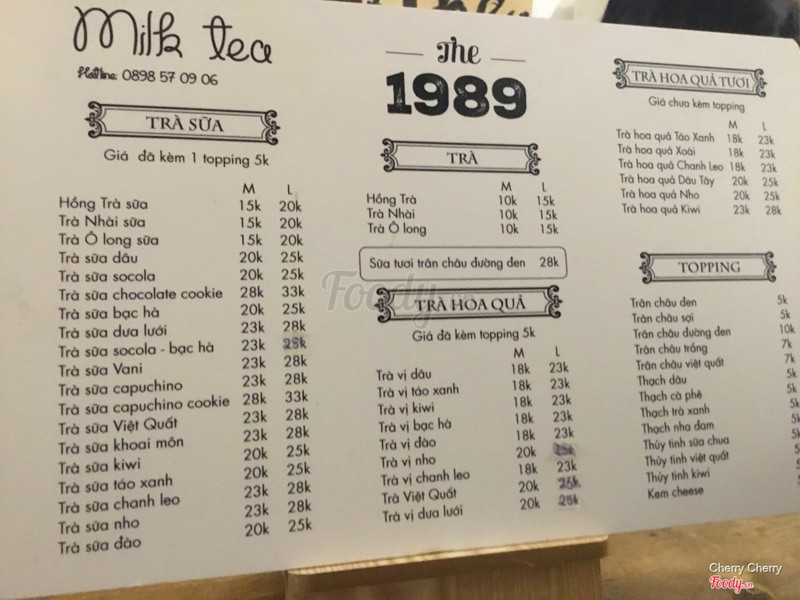 Milk tea
Hotline: 0898 57 09 06
TRÀ SỮA
Giá đã kèm 1 topping 5k
M L
Hồng Trà sữa 15k 20k
Trà Nhài sữa 15k 20k
Trà Ô long sữa 15k 20k
Trà sữa dâu 20k 25k
Trà sữa socola 20k 25k
Trà sữa chocolate cookie 28k 33k
Trà sữa bạc hà 20k 25k
Trà sữa dưa lưới 23k 28k
Trà sữa socola - bạc hà 23k 28k
Trà sữa Vani 23k 28k
Trà sữa capuchino 23k 28k
Trà sữa capuchino cookie 28k 33k
Trà sữa Việt Quất 23k 28k
Trà sữa khoai môn 23k 28k
Trà sữa kiwi 20k 25k
Trà sữa táo xanh 20k 25k
Trà sữa chanh leo 23k 28k
Trà sữa nho 23k 28k
Trà sữa đào 20k 25k
The
1989
TRÀ
M L
Hồng Trà 10k 15k
Trà Nhài 10k 15k
Trà Ô long 10k 15k
Sữa tươi trân châu đường đen 28k
TRÀ HOA QUẢ
Giá đã kèm topping 5k
M L
Trà vị dâu 18k 23k
Trà vị táo xanh 18k 23k
Trà vị kiwi 18k 23k
Trà vị bạc hà 18k 23k
Trà vị đào 18k 23k
Trà vị nho 20k
Trà vị chanh leo 18k 23k
Trà Việt Quất 20k 25k
Trà vị dưa lưới 20k 25k
TRÀ HOA QUẢ TƯƠI
Giá chưa kèm topping
M L
Trà hoa quả Táo Xanh 18k 23k
Trà hoa quả Xoài 18k 23k
Trà hoa quả Chanh Leo 18k 23k
Trà hoa quả Dâu Tây 20k 25k
Trà hoa quả Nho 20k 25k
Trà hoa quả Kiwi 23k 28k
TOPPING
Trân châu đen 5k
Trân châu sợi 5k
Trân châu đường đen 10k
Trân châu trắng 7k
Trân châu việt quất 7k
Thạch dâu 5k
Thạch cà phê 5k
Thạch trà xanh 5k
Thạch nha đam 5k
Thủy tinh sữa chua
Thủy tinh việt quất
Thủy tinh kiwi
Kem cheese
Foody
Cherry Cherry
Foody.vn